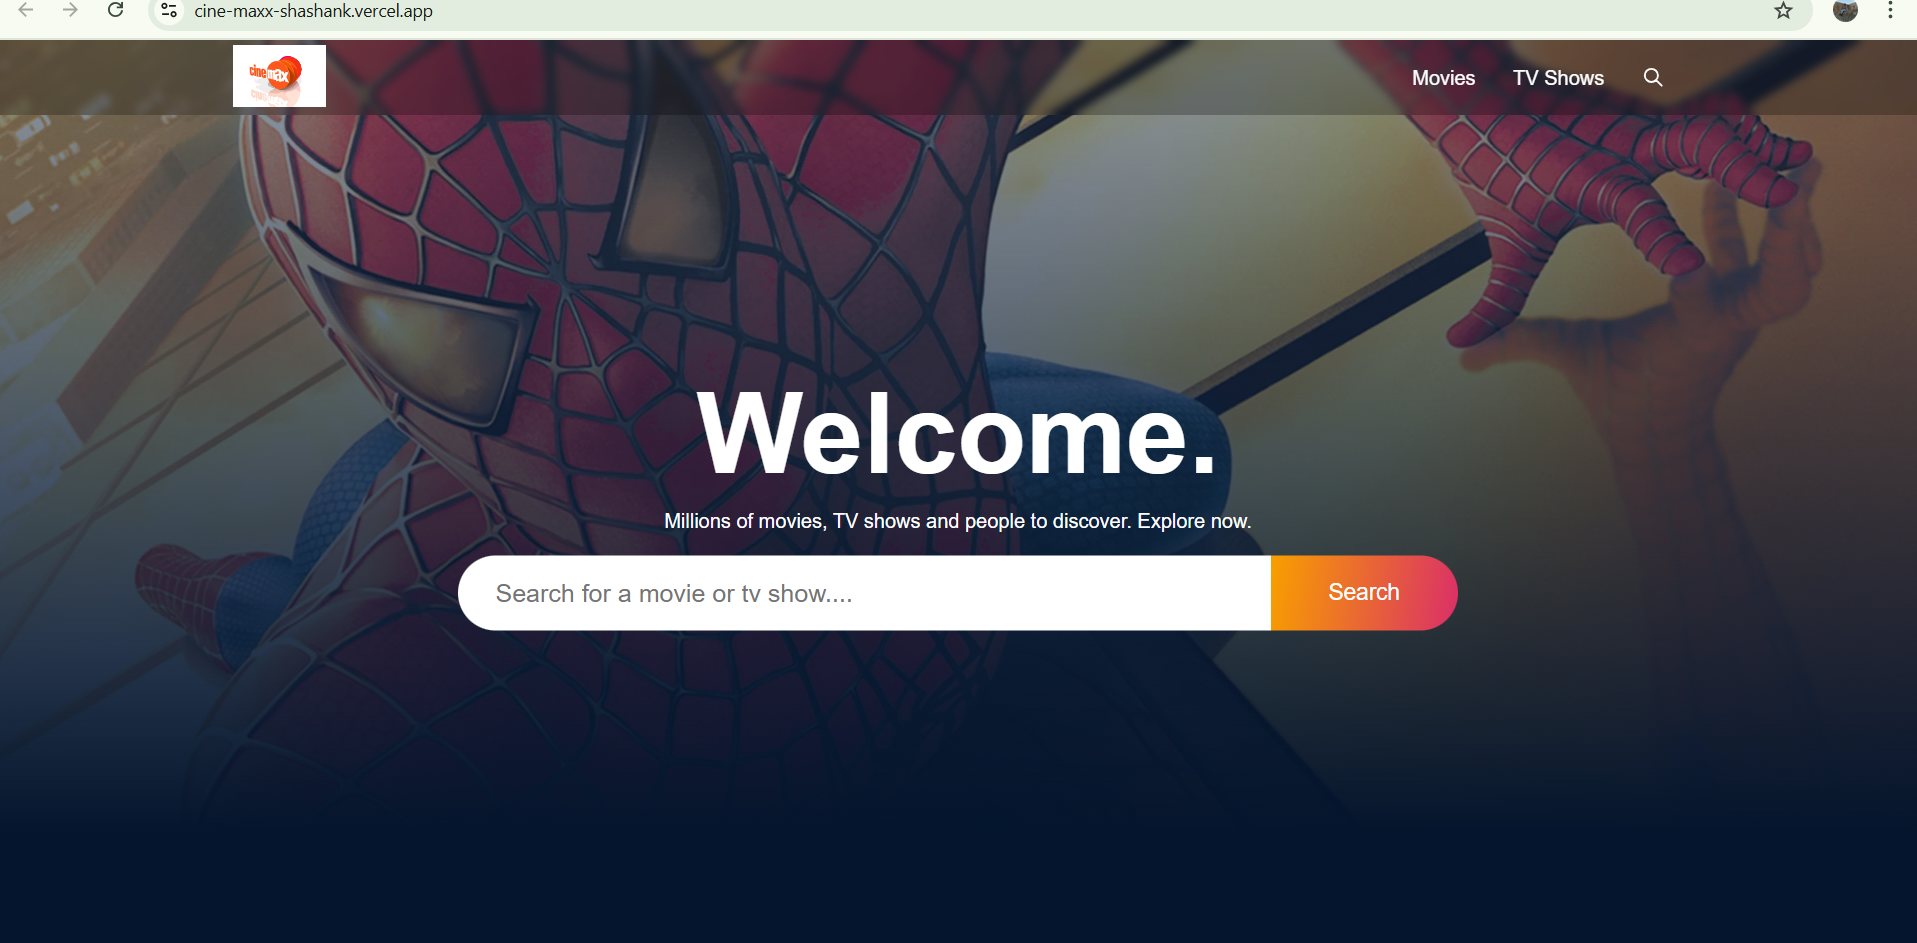 cine-maxx-shashank.vercel.app
cinemax
Movies
TV Shows
Welcome.
Millions of movies, TV shows and people to discover. Explore now.
Search for a movie or tv show....
Search